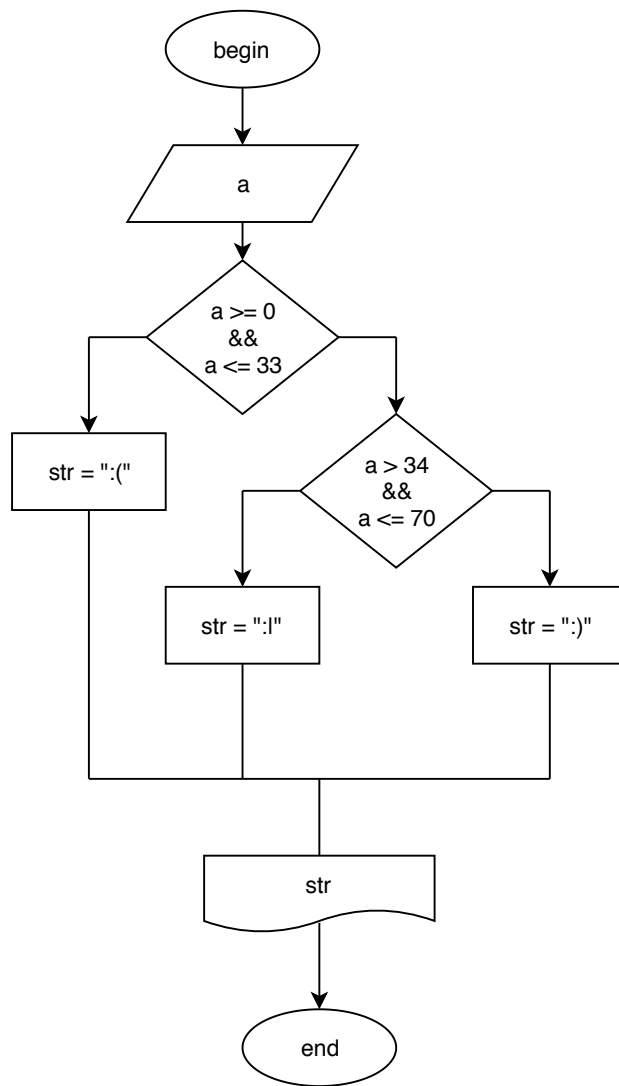 begin
a
a >= 0
&&
a <= 33
str = ":("
a > 34
&&
a <= 70
str = ":I"
str = ":)"
str
end